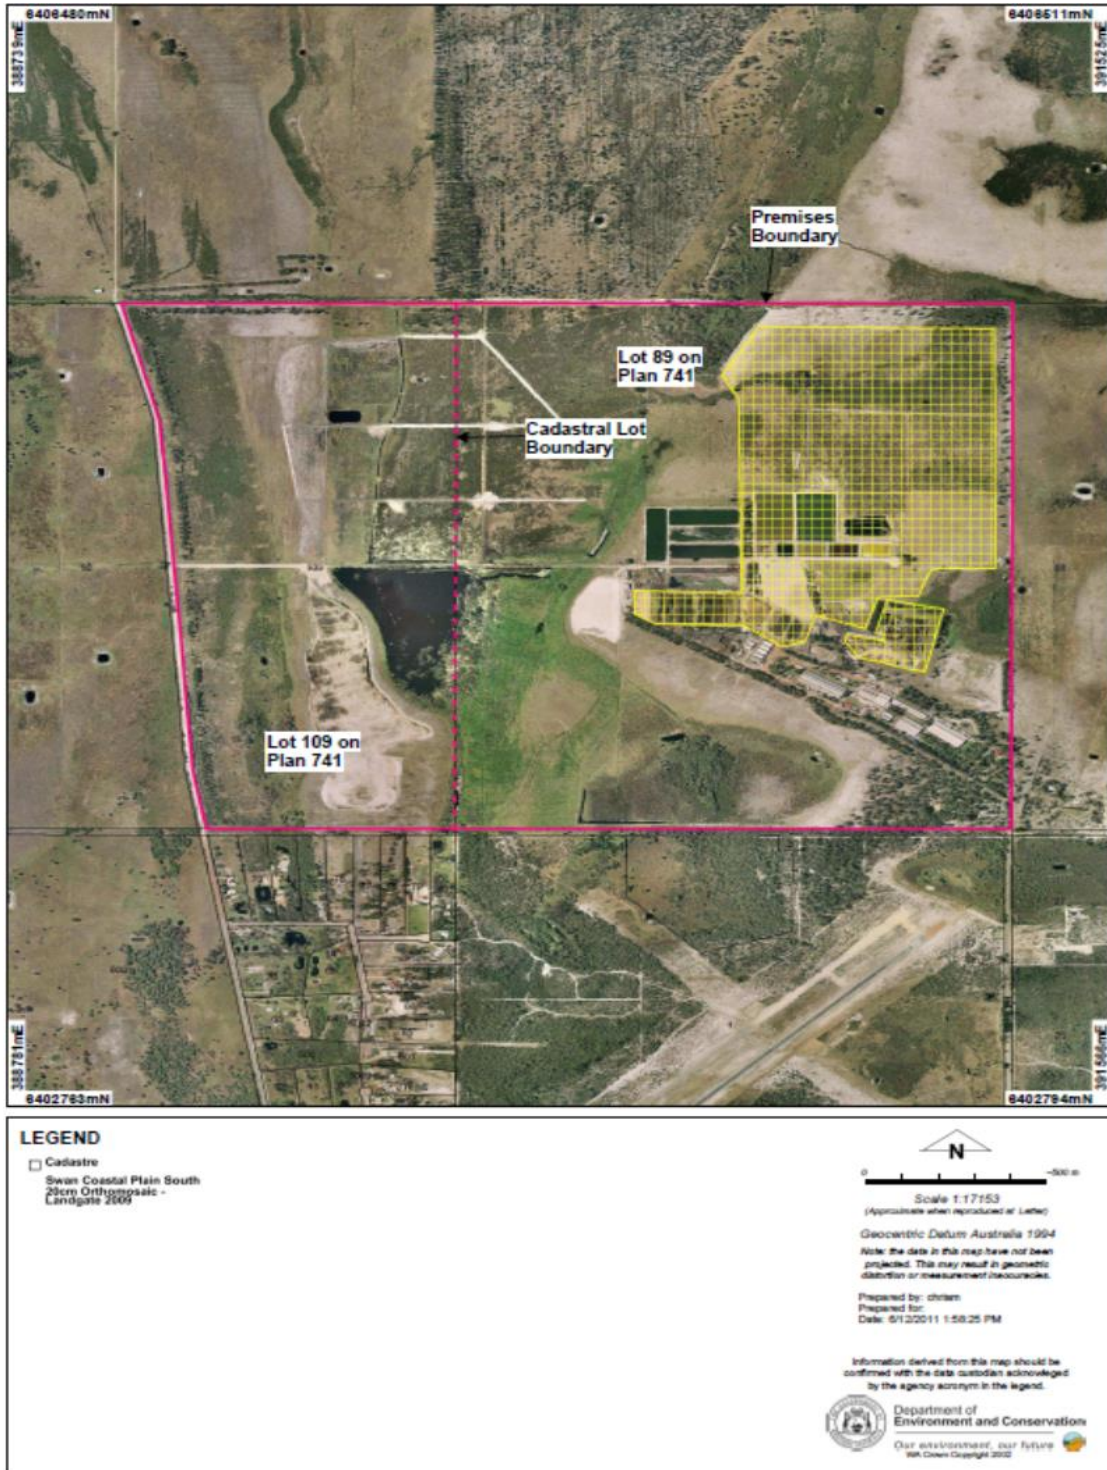 6406480mN
6406511mN
388739mE
391525mE
Premises
Boundary
Lot 89 on
Plan 741
Cadastral Lot
Boundary
Lot 109 on
Plan 741
388781mE
391566mE
6402763mN
6402794mN
LEGEND
Cadastre
Swan Coastal Plain South
20cm Orthomosaic -
Landgate 2009
N
0
~500 m
Scale 1:17153
(Approximate when reproduced at Letter)
Geocentric Datum Australia 1994
Note: the data in this map have not been
projected. This may result in geometric
distortion or measurement inaccuracies.
Prepared by: chrism
Prepared for:
Date: 6/12/2011 1:58:25 PM
Information derived from this map should be
confirmed with the data custodian acknowleged
by the agency acronym in the legend.
Department of
Environment and Conservation
Our environment, our future
WA Crown Copyright 2002